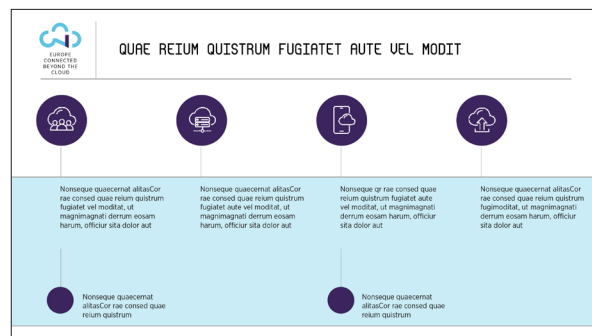 EUROPE
CONNECTED
BEYOND THE
CLOUD
QUAE REIUM QUISTRUM FUGIATET AUTE VEL MODIT
Nonseque quaecernat alitasCor
rae consed quae reium quistrum
fugiatet vel moditat, ut
magnimagnati derrum eosam
harum, officiur sita dolor aut
Nonseque quaecernat alitasCor
rae consed quae reium quistrum
fugiatet aute vel moditat, ut
magnimagnati derrum eosam
harum, officiur sita dolor aut
Nonseque qr rae consed quae
reium quistrum fugiatet aute
vel moditat, ut magnimagnati
derrum eosam harum, officiur
sita dolor aut
Nonseque quaecernat alitasCor
rae consed quae reium quistrum
fugimoditat, ut magnimagnati
derrum eosam harum, officiur
sita dolor aut
Nonseque quaecernat
alitasCor rae consed quae
reium quistrum
Nonseque quaecernat
alitasCor rae consed quae
reium quistrum